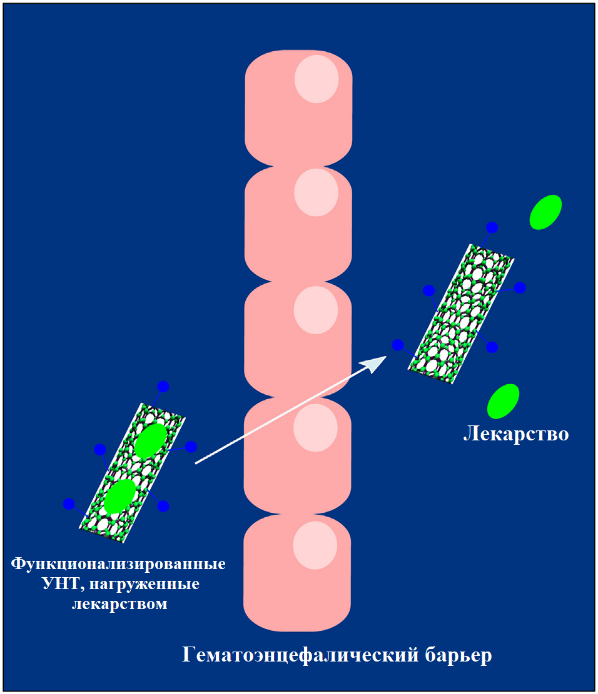 Лекарство
Функционализированные
УНТ, нагруженные
лекарством
Гематоэнцефалический барьер